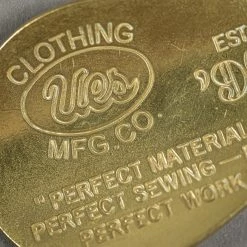 CLOTHING
Ues
MFG.CO.
EST
'D
"PERFECT MATERIAL
PERFECT SEWING—
PERFECT WORK